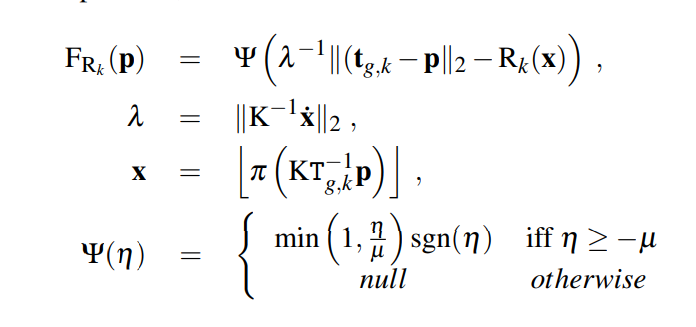 F_{R_k}(𝐩) = Ψ(λ^{−1}‖(𝐭_{g,k} − 𝐩‖_2 − R_k(𝐱)) ,
λ = ‖K^{−1}ẋ‖_2 ,
𝐱 = ⌊π(KT_{g,k}^{−1}𝐩)⌋ ,
Ψ(η) = { min(1, η/μ) sgn(η) iff η ≥ −μ
null otherwise